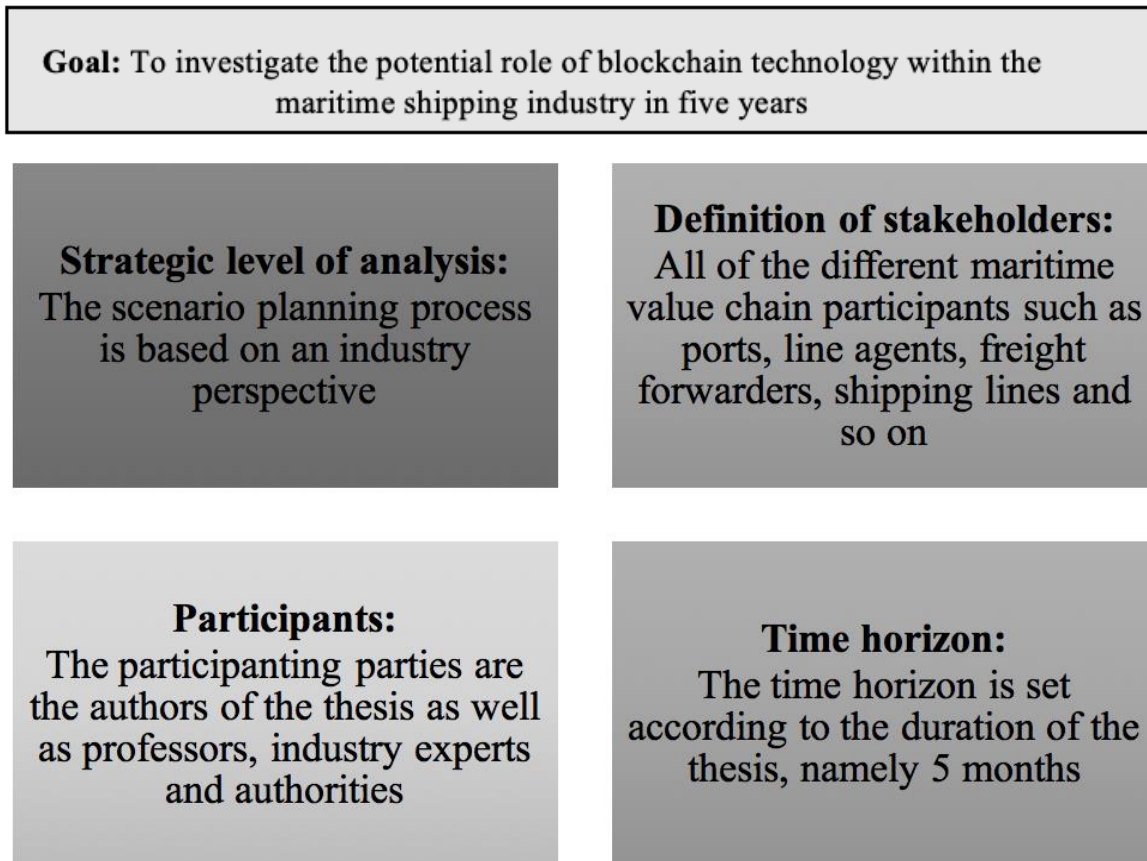 Goal: To investigate the potential role of blockchain technology within the
maritime shipping industry in five years
Strategic level of analysis:
The scenario planning process
is based on an industry
perspective
Definition of stakeholders:
All of the different maritime
value chain participants such as
ports, line agents, freight
forwarders, shipping lines and
so on
Participants:
The participanting parties are
the authors of the thesis as well
as professors, industry experts
and authorities
Time horizon:
The time horizon is set
according to the duration of the
thesis, namely 5 months